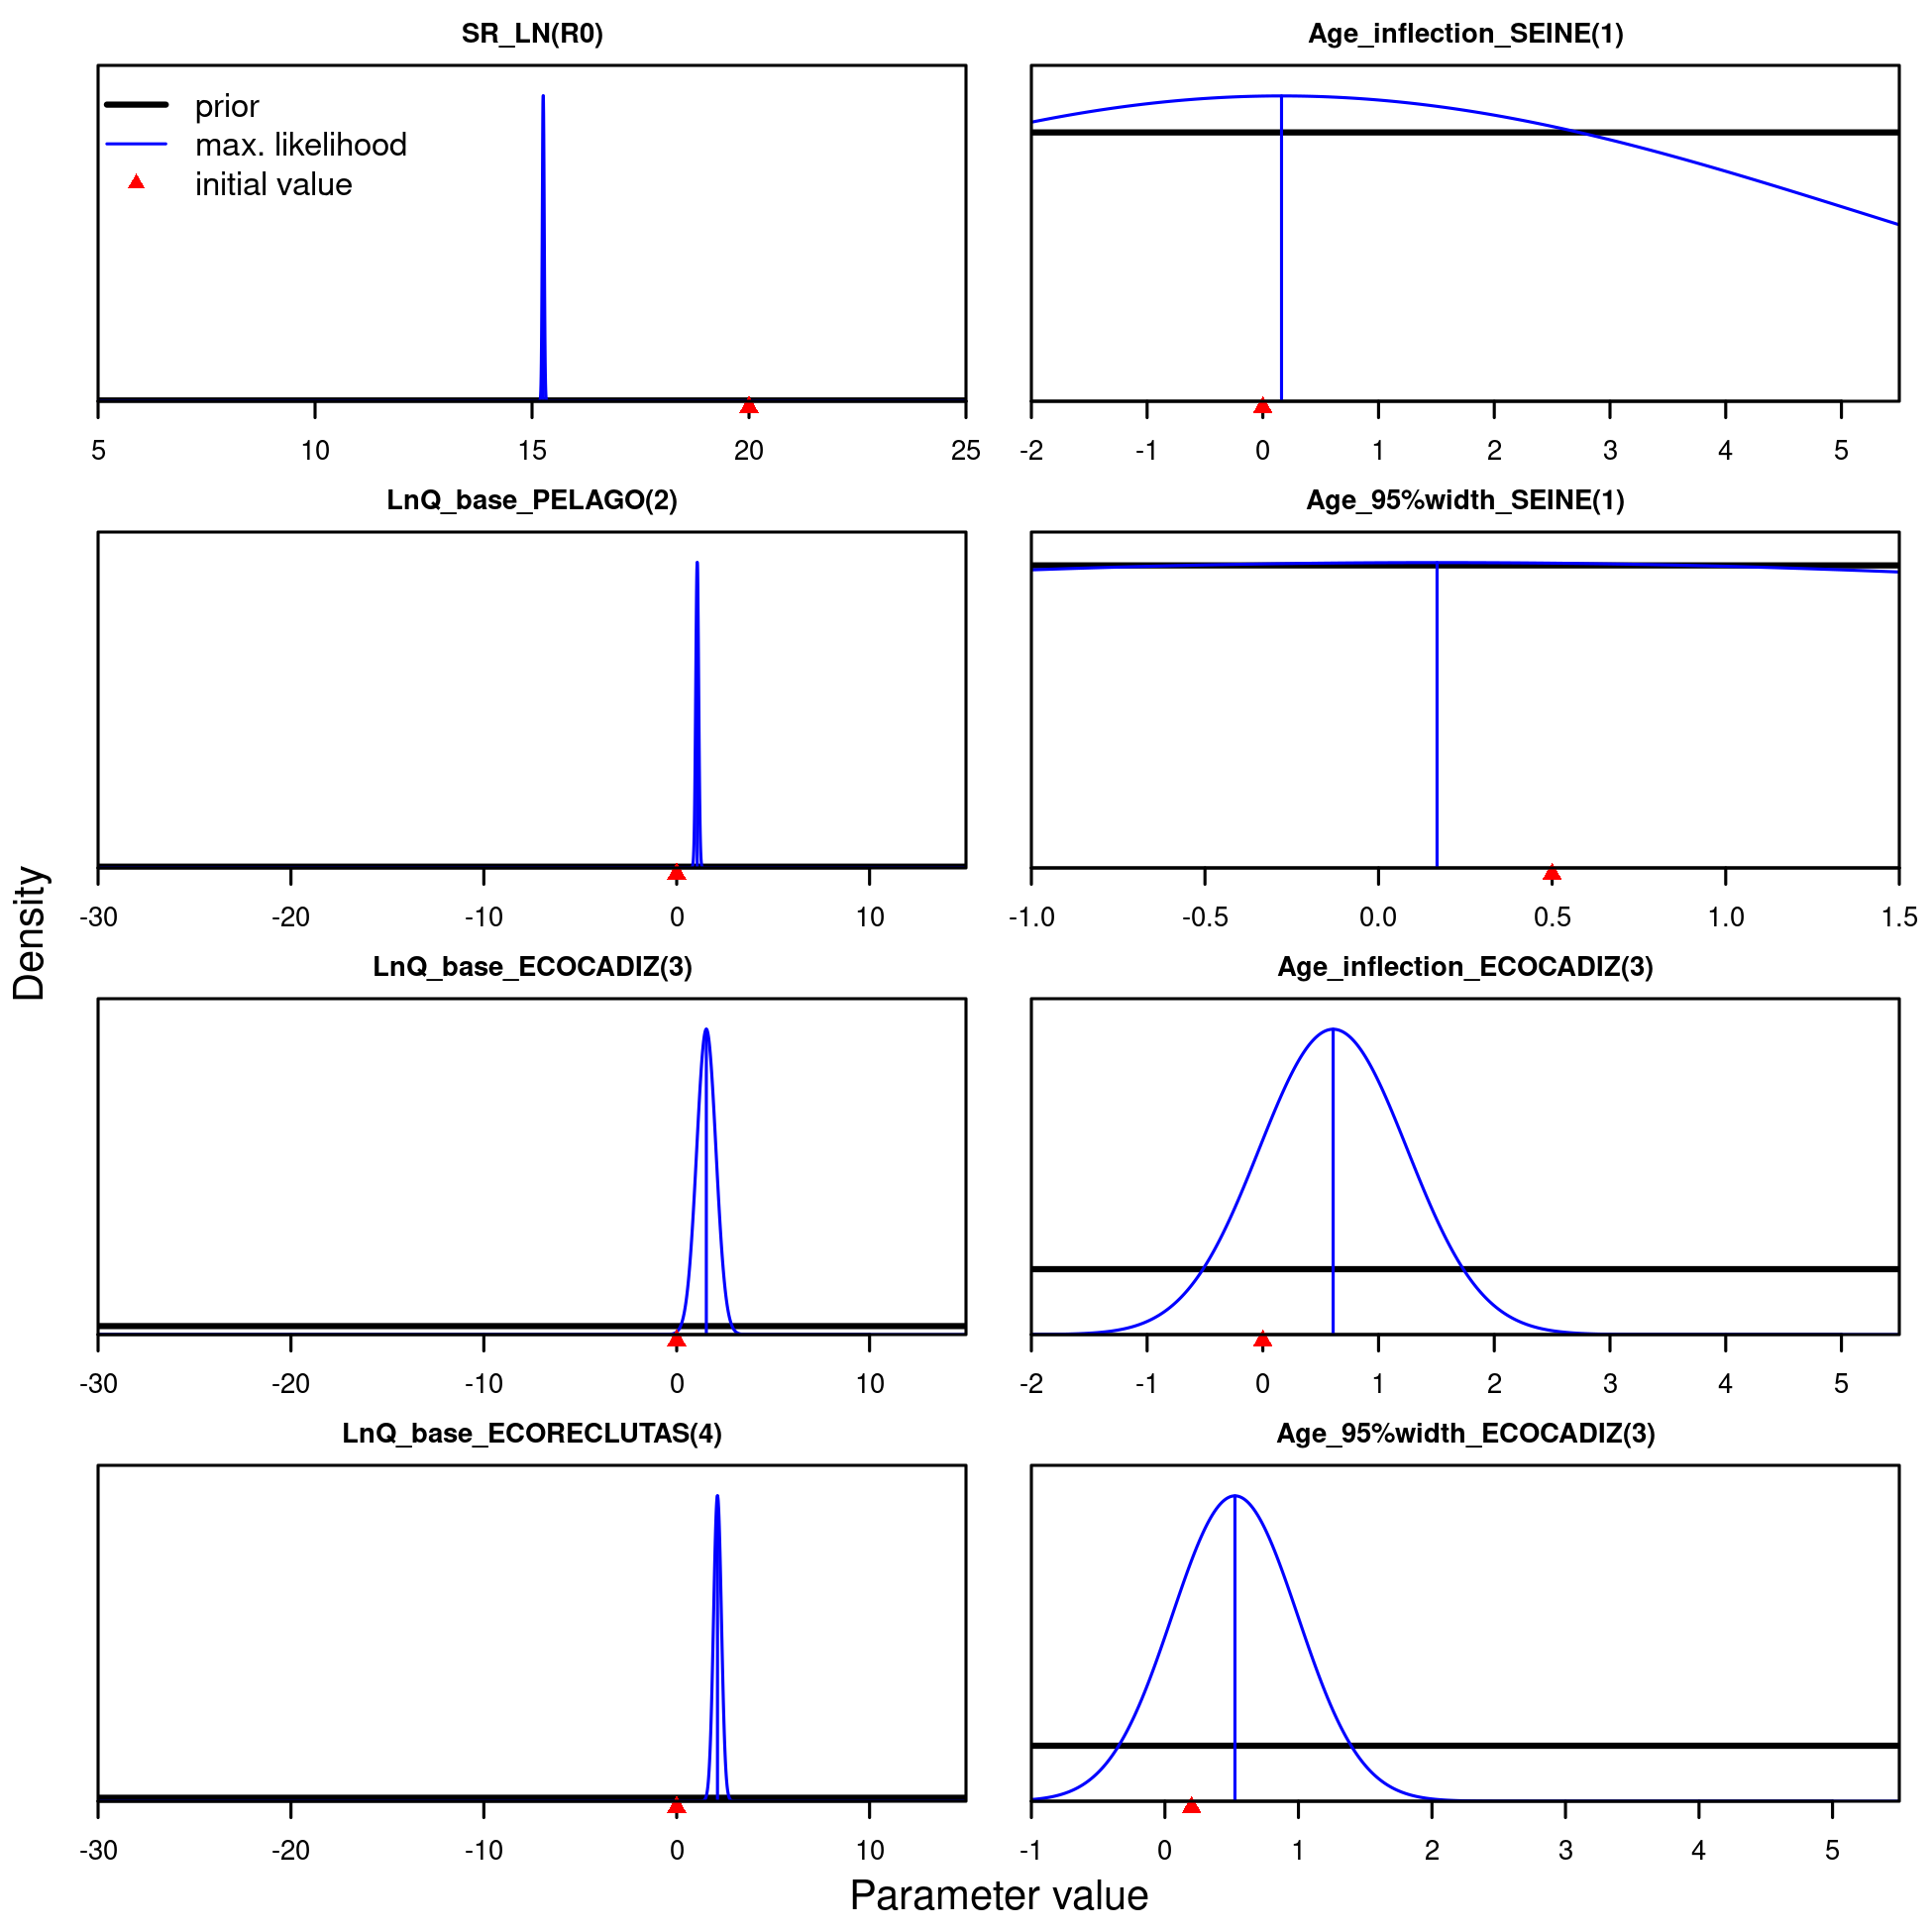 SR_LN(R0)
prior
max. likelihood
initial value
5 10 15 20 25
Age_inflection_SEINE(1)
-2 -1 0 1 2 3 4 5
LnQ_base_PELAGO(2)
-30 -20 -10 0 10
Age_95%width_SEINE(1)
-1.0 -0.5 0.0 0.5 1.0 1.5
LnQ_base_ECOCADIZ(3)
-30 -20 -10 0 10
Age_inflection_ECOCADIZ(3)
-2 -1 0 1 2 3 4 5
LnQ_base_ECORECLUTAS(4)
-30 -20 -10 0 10
Age_95%width_ECOCADIZ(3)
-1 0 1 2 3 4 5
Density
Parameter value